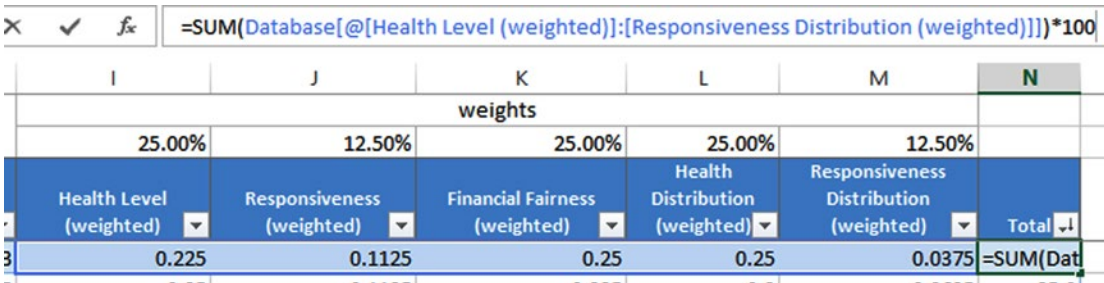 × ✓ fx =SUM(Database[@[Health Level (weighted)]:[Responsiveness Distribution (weighted)]])*100
I J K L M N
weights
25.00% 12.50% 25.00% 25.00% 12.50%
Health Level (weighted) Responsiveness (weighted) Financial Fairness (weighted) Health Distribution (weighted) Responsiveness Distribution (weighted) Total
3 0.225 0.1125 0.25 0.25 0.0375 =SUM(Dat